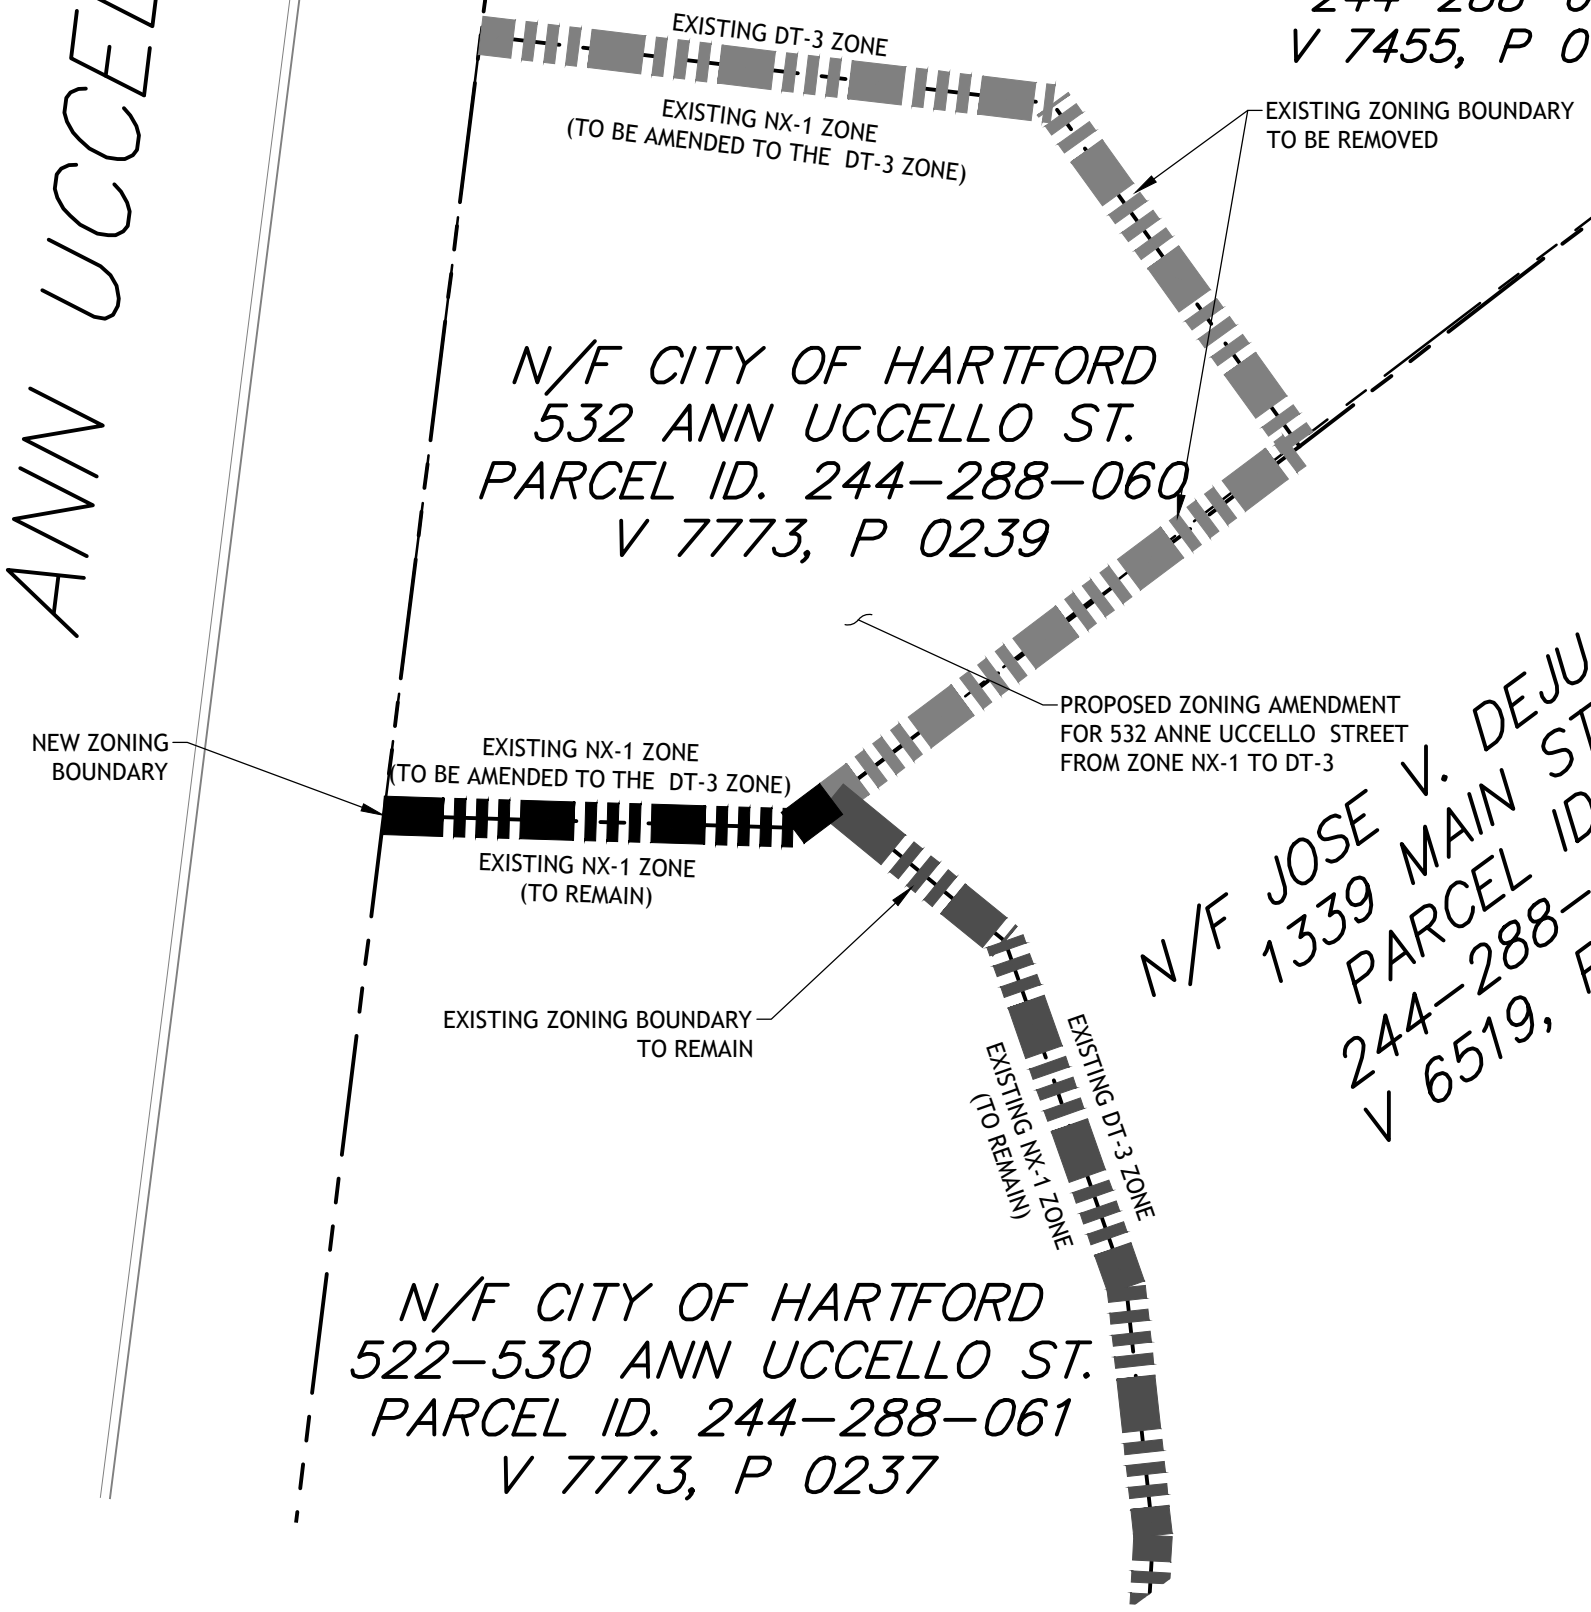 V 7455, P 0
EXISTING DT-3 ZONE
EXISTING NX-1 ZONE
(TO BE AMENDED TO THE DT-3 ZONE)
EXISTING ZONING BOUNDARY
TO BE REMOVED
ANN UCCEL
N/F CITY OF HARTFORD
532 ANN UCCELLO ST.
PARCEL ID. 244-288-060
V 7773, P 0239
PROPOSED ZONING AMENDMENT
FOR 532 ANNE UCCELLO STREET
FROM ZONE NX-1 TO DT-3
NEW ZONING
BOUNDARY
EXISTING NX-1 ZONE
(TO BE AMENDED TO THE DT-3 ZONE)
EXISTING NX-1 ZONE
(TO REMAIN)
N/F JOSE V. DEJU
1339 MAIN ST
PARCEL ID
244-288-
V 6519,
EXISTING ZONING BOUNDARY
TO REMAIN
EXISTING DT-3 ZONE
EXISTING NX-1 ZONE
(TO REMAIN)
N/F CITY OF HARTFORD
522-530 ANN UCCELLO ST.
PARCEL ID. 244-288-061
V 7773, P 0237